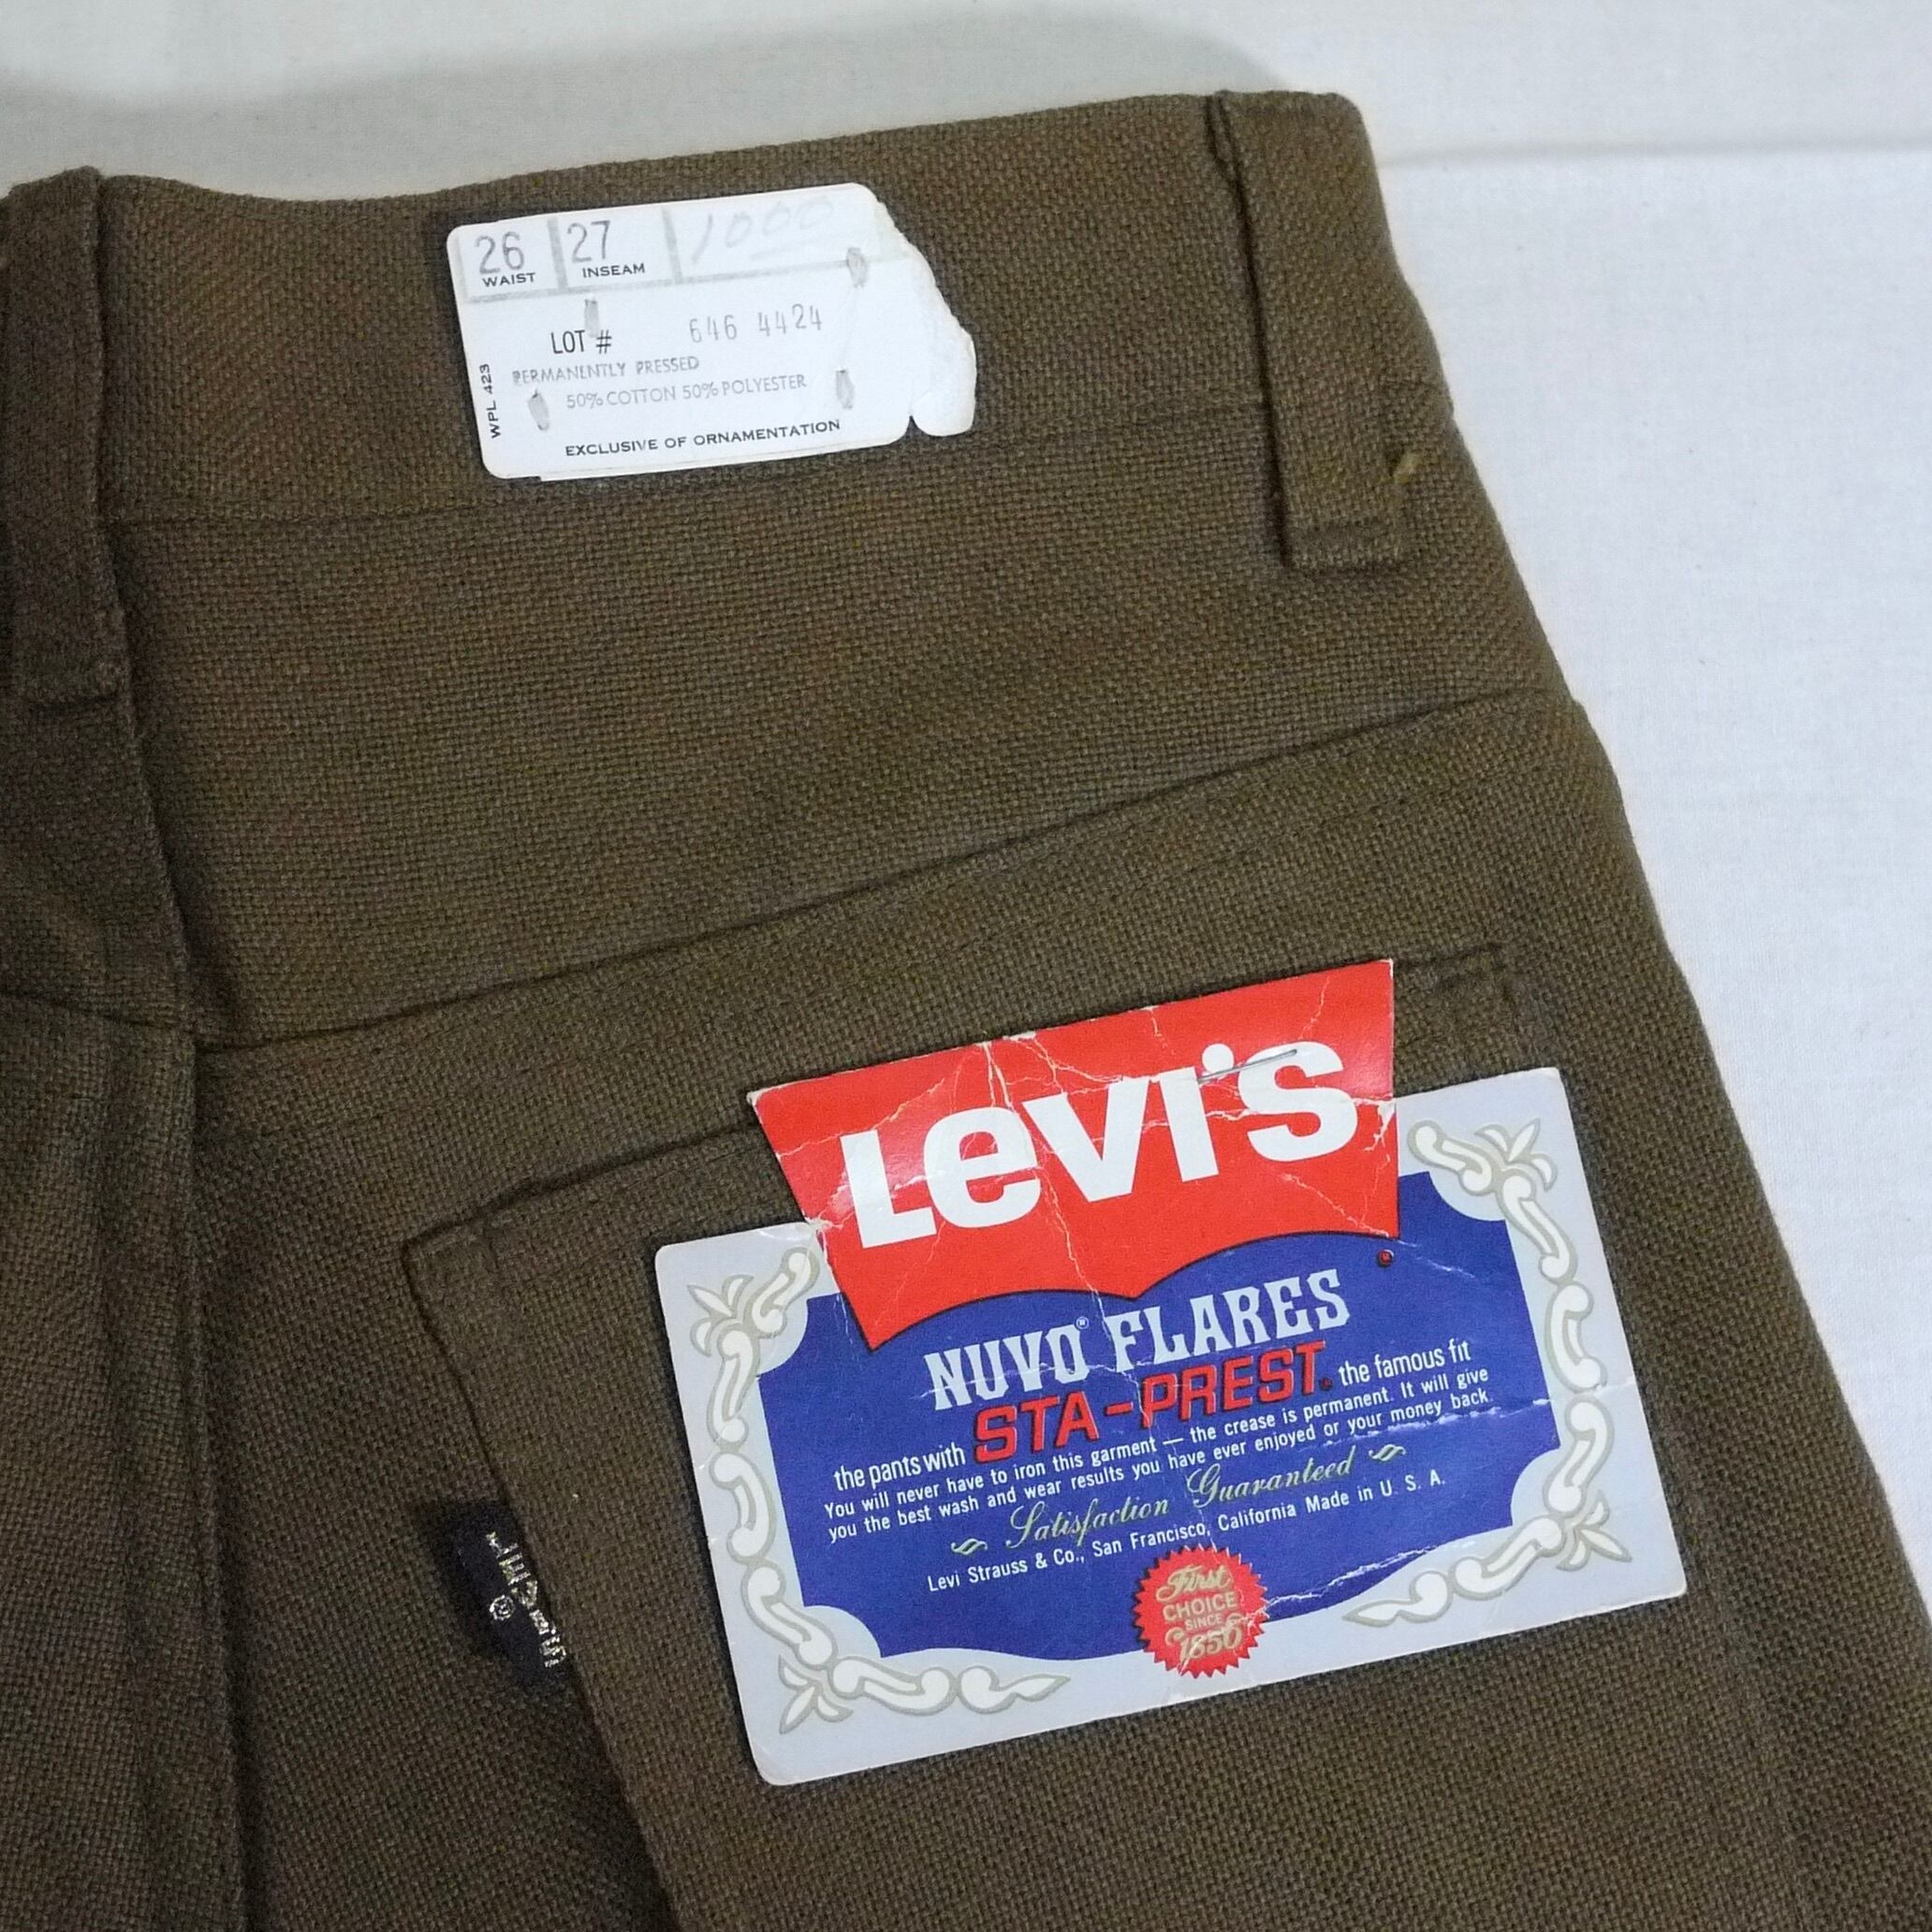 26 27 1000
WAIST INSEAM
LOT # 646 4424
PERMANENTLY PRESSED
50% COTTON 50% POLYESTER
WPL 423
EXCLUSIVE OF ORNAMENTATION
LeVI'S
NUVO® FLARES
the pants with STA-PREST® the famous fit
You will never have to iron this garment — the crease is permanent. It will give
you the best wash and wear results you have ever enjoyed or your money back.
Satisfaction Guaranteed
Levi Strauss & Co., San Francisco, California Made in U. S. A.
First
CHOICE
SINCE
1850
LEVI'S ®